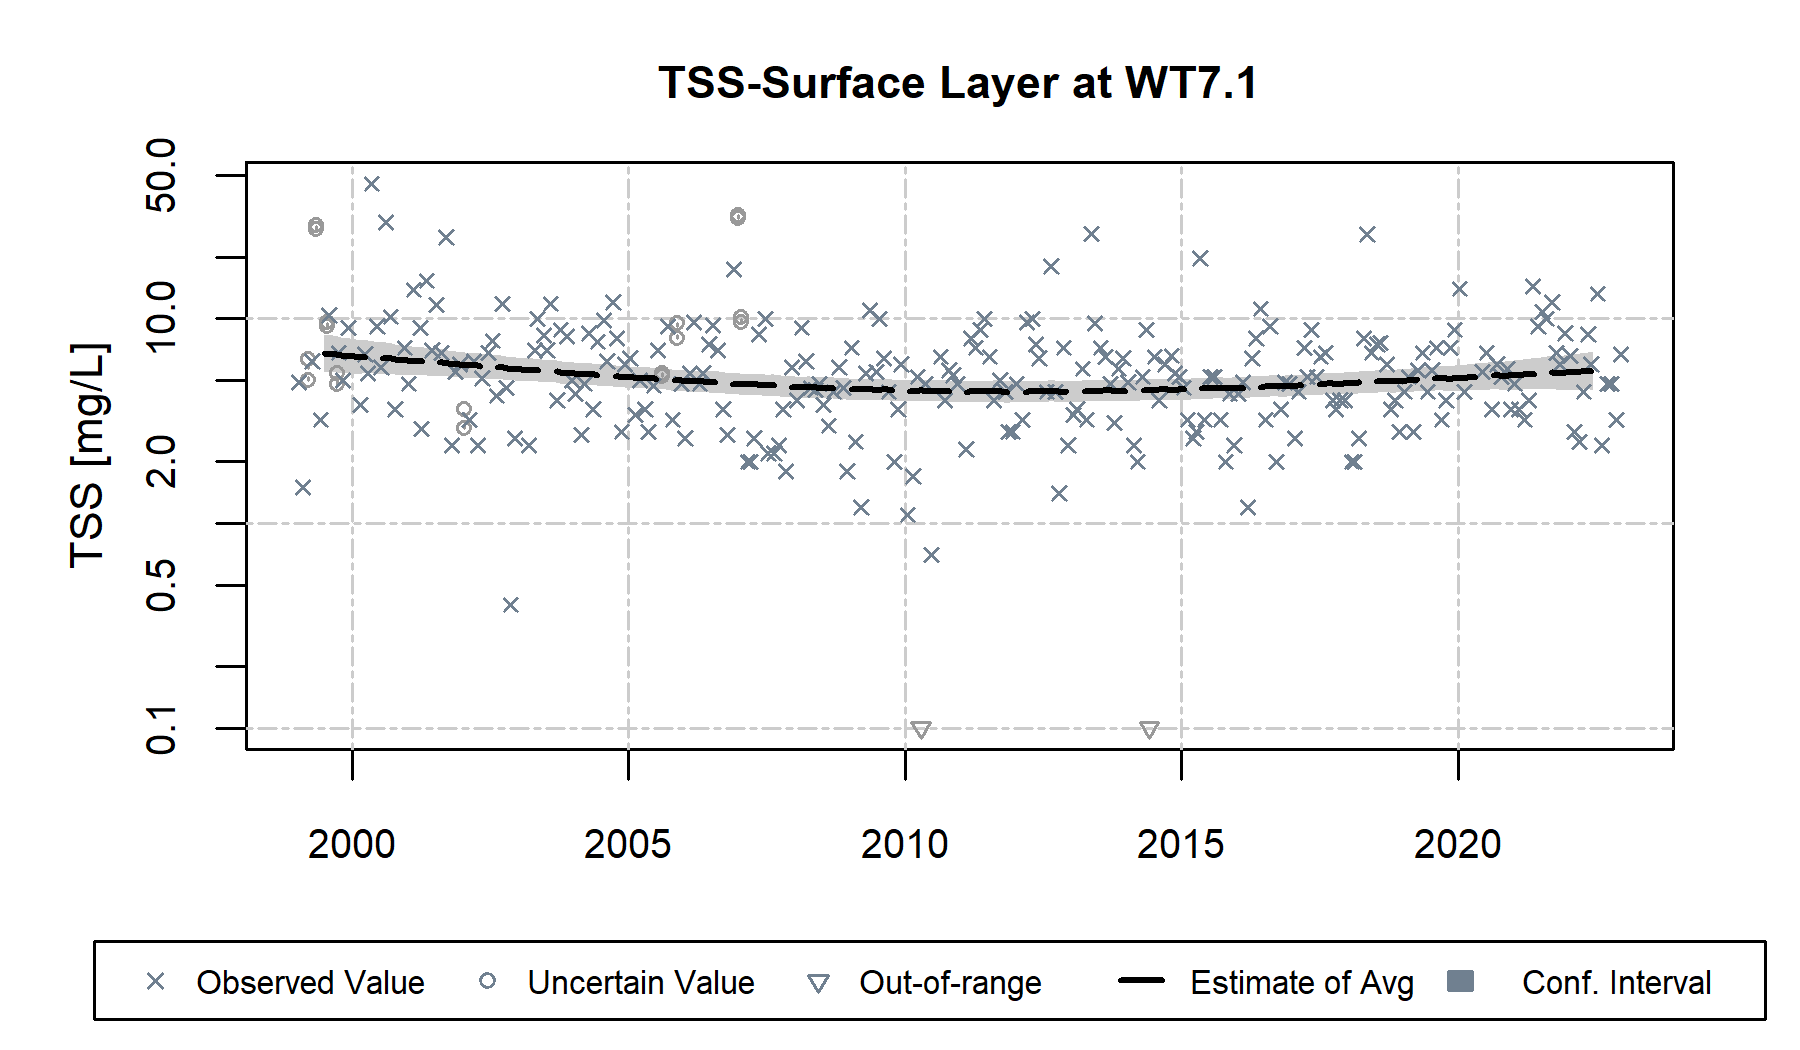 TSS-Surface Layer at WT7.1
TSS [mg/L]
50.0
10.0
2.0
0.5
0.1
2000 2005 2010 2015 2020
Observed Value Uncertain Value Out-of-range Estimate of Avg Conf. Interval